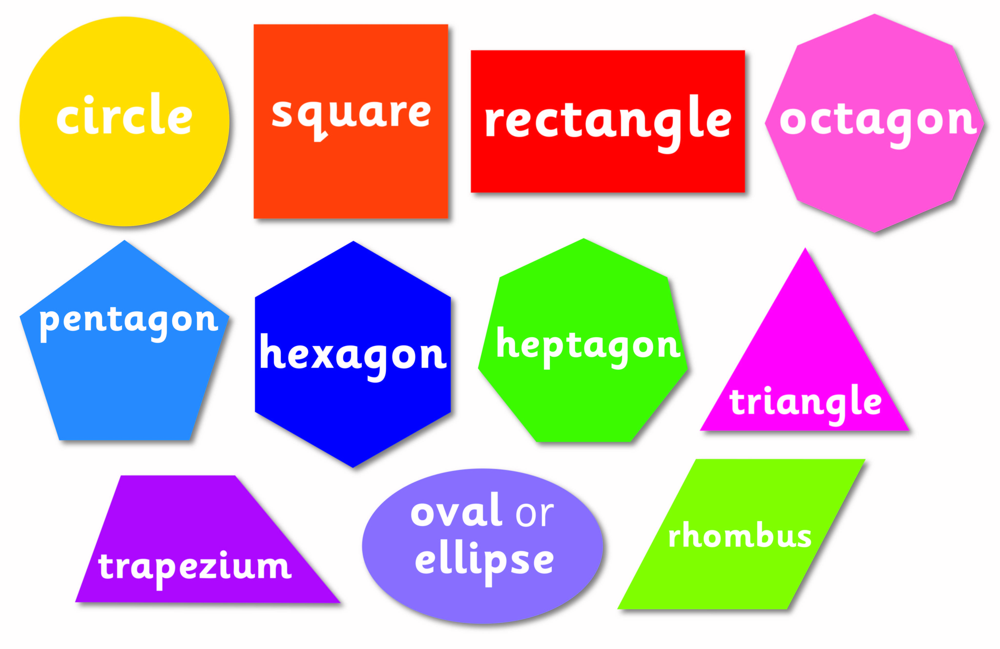 circle
square
rectangle
octagon
pentagon
hexagon
heptagon
triangle
trapezium
oval or
ellipse
rhombus